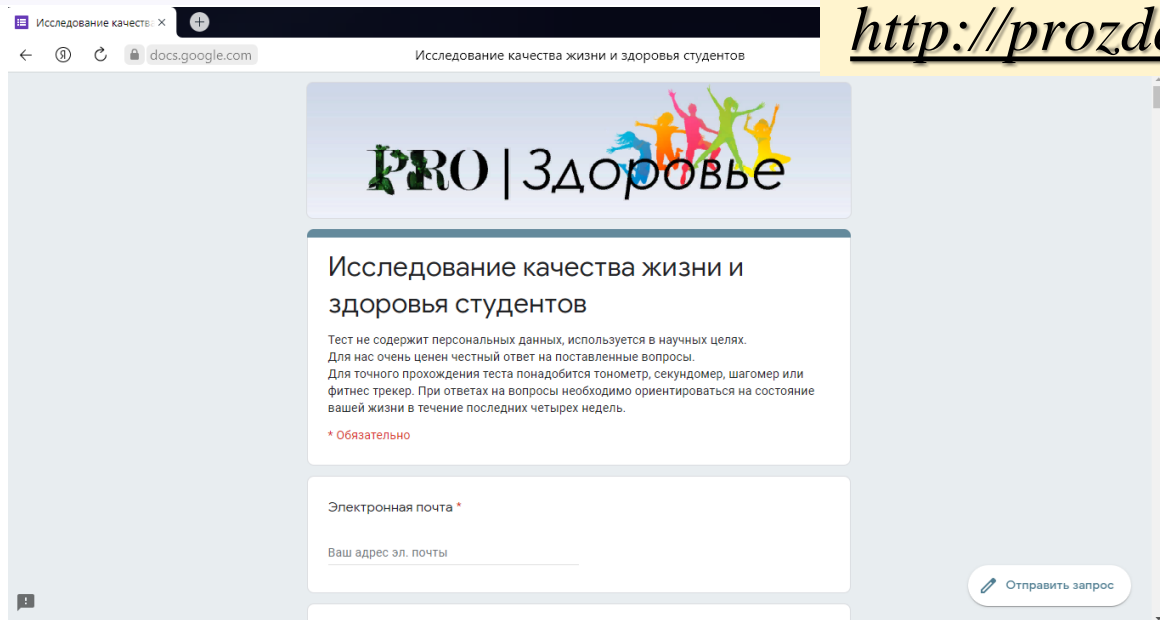 Исследование качества
http://prozd
docs.google.com
Исследование качества жизни и здоровья студентов
PRO | Здоровье
Исследование качества жизни и
здоровья студентов
Тест не содержит персональных данных, используется в научных целях.
Для нас очень ценен честный ответ на поставленные вопросы.
Для точного прохождения теста понадобится тонометр, секундомер, шагомер или
фитнес трекер. При ответах на вопросы необходимо ориентироваться на состояние
вашей жизни в течение последних четырех недель.
* Обязательно
Электронная почта *
Ваш адрес эл. почты
Отправить запрос